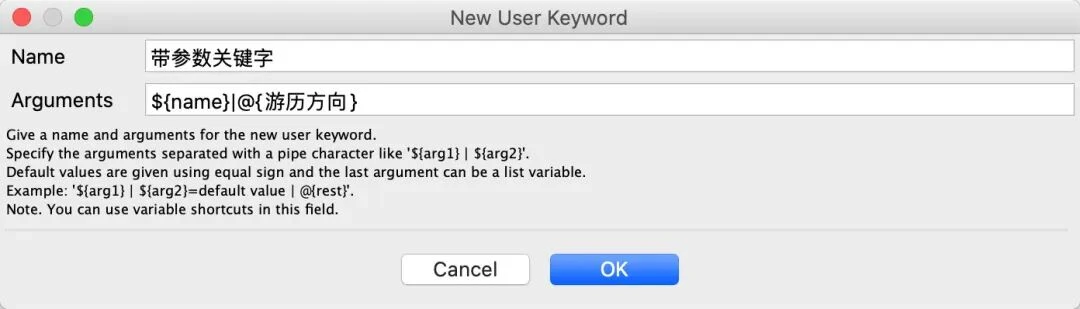 New User Keyword
Name 带参数关键字
Arguments ${name}|@{游历方向}
Give a name and arguments for the new user keyword.
Specify the arguments separated with a pipe character like '${arg1} | ${arg2}'.
Default values are given using equal sign and the last argument can be a list variable.
Example: '${arg1} | ${arg2}=default value | @{rest}'.
Note. You can use variable shortcuts in this field.
Cancel OK